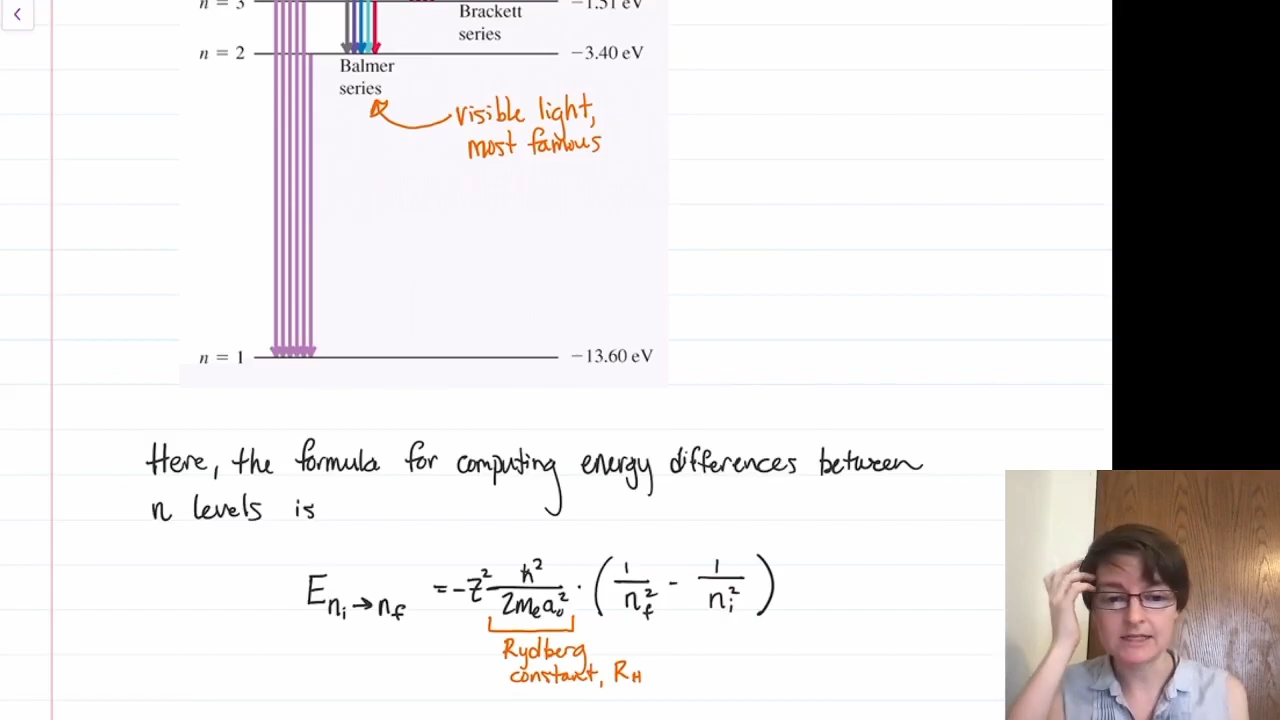 n = 3
−1.51 eV
Brackett
series
n = 2
−3.40 eV
Balmer
series
visible light,
most famous
n = 1
−13.60 eV
Here, the formula for computing energy differences between
n levels is
E_{n_i→n_f} = −Z² ℏ²/(2m_e a_0²) · (1/n_f² − 1/n_i²)
Rydberg
constant, R_H